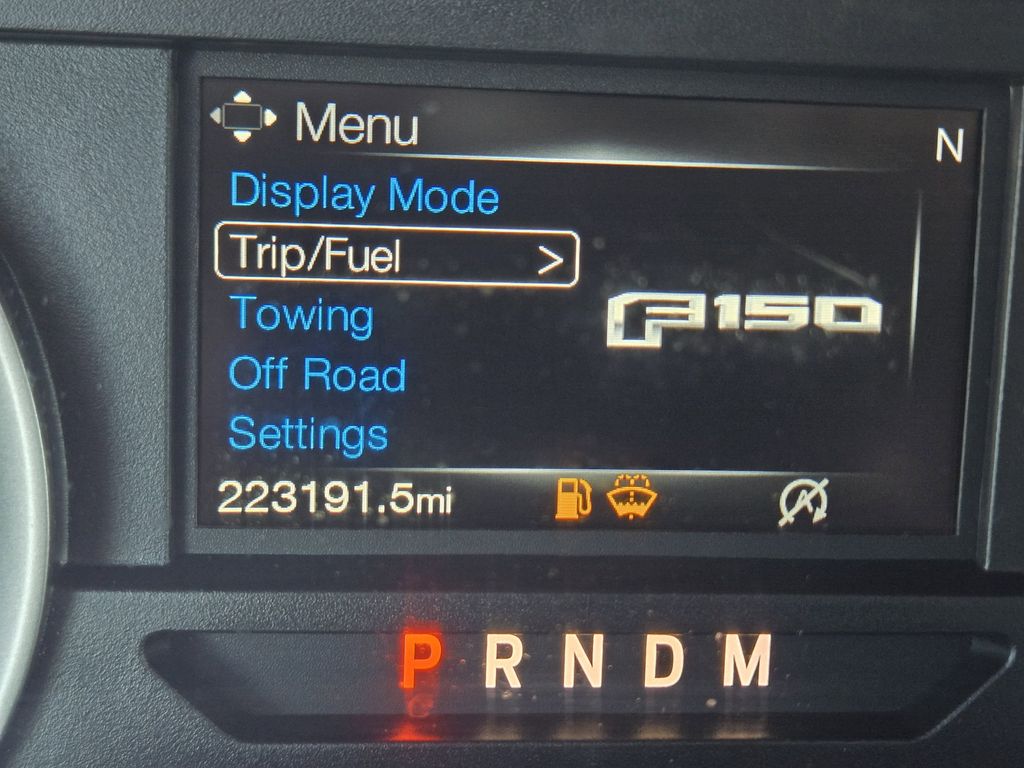 Menu
N
Display Mode
Trip/Fuel >
Towing
F150
Off Road
Settings
223191.5mi
P R N D M